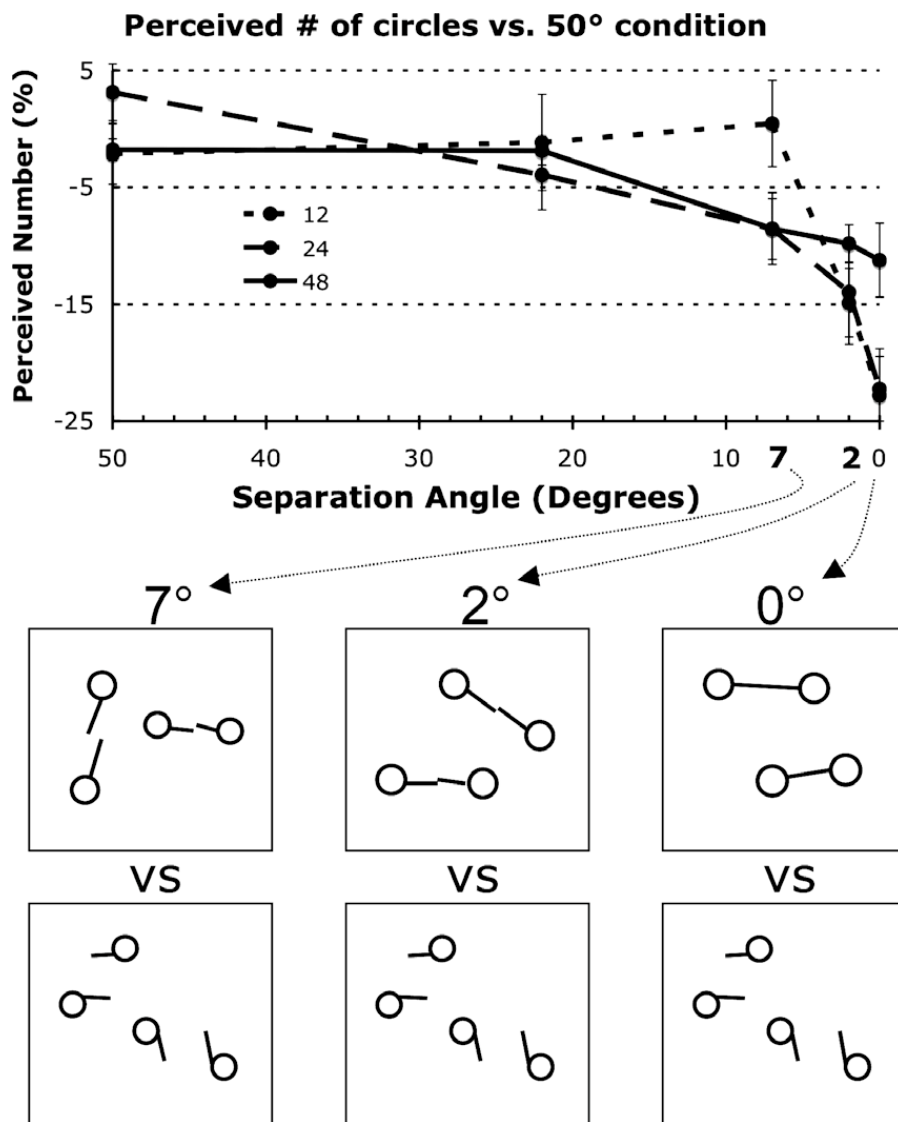 Perceived # of circles vs. 50° condition
Perceived Number (%)
5
-5
-15
-25
12
24
48
50 40 30 20 10 7 2 0
Separation Angle (Degrees)
7° 2° 0°
vs vs vs